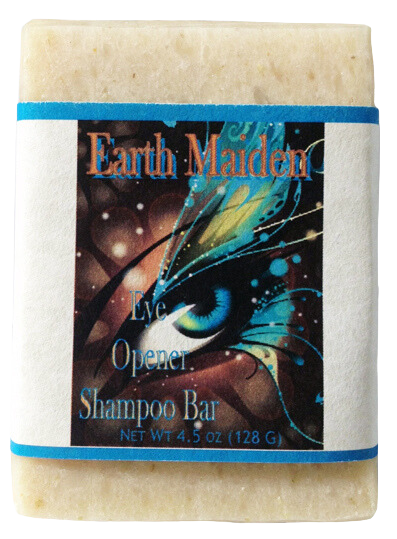 Earth Maiden
Eye
Opener
Shampoo Bar
NET WT 4.5 OZ (128 G)